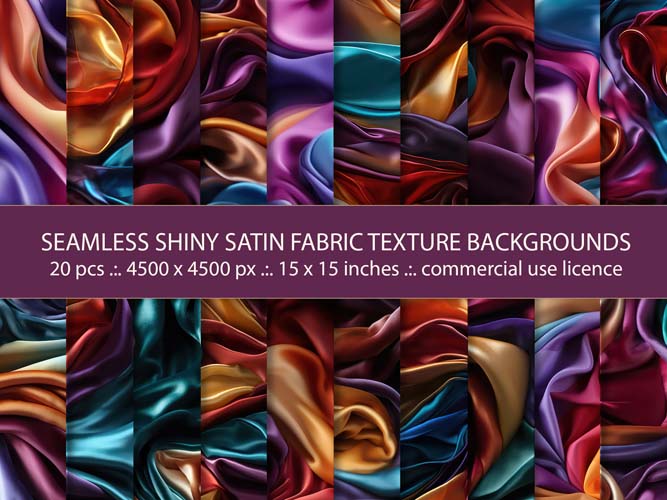 SEAMLESS SHINY SATIN FABRIC TEXTURE BACKGROUNDS
20 pcs .:. 4500 x 4500 px .:. 15 x 15 inches .:. commercial use licence